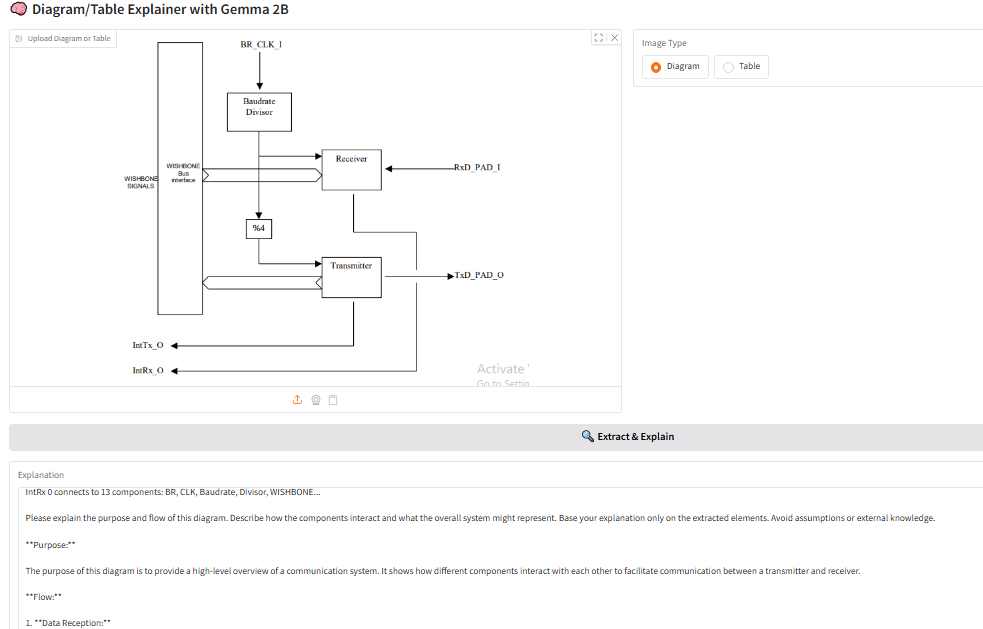 Diagram/Table Explainer with Gemma 2B
Upload Diagram or Table
BR_CLK_I
Baudrate
Divisor
Receiver
RxD_PAD_I
WISHBONE
Bus
interface
WISHBONE
SIGNALS
%4
Transmitter
TxD_PAD_O
IntTx_O
IntRx_O
Activate
Go to Settin
Image Type
Diagram
Table
Extract & Explain
Explanation
IntRx 0 connects to 13 components: BR, CLK, Baudrate, Divisor, WISHBONE...
Please explain the purpose and flow of this diagram. Describe how the components interact and what the overall system might represent. Base your explanation only on the extracted elements. Avoid assumptions or external knowledge.
**Purpose:**
The purpose of this diagram is to provide a high-level overview of a communication system. It shows how different components interact with each other to facilitate communication between a transmitter and receiver.
**Flow:**
1. **Data Reception:**